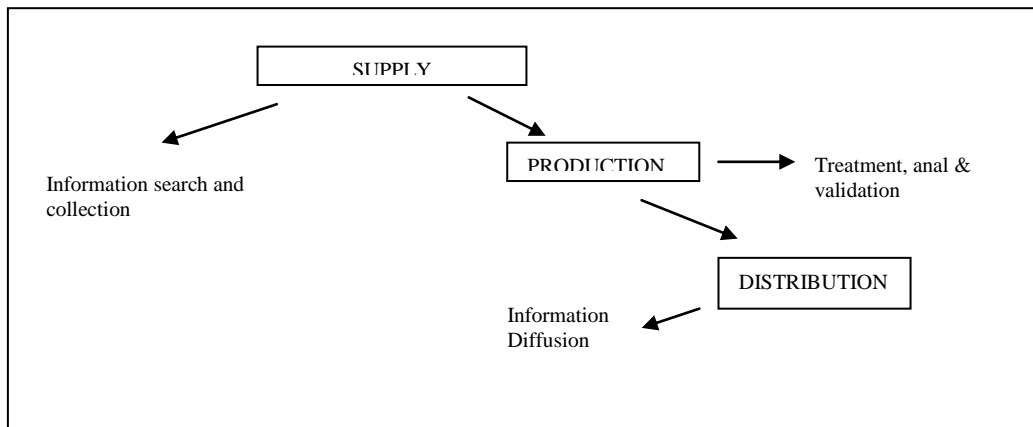 SUPPLY
PRODUCTION
Treatment, anal &
validation
Information search and
collection
DISTRIBUTION
Information
Diffusion